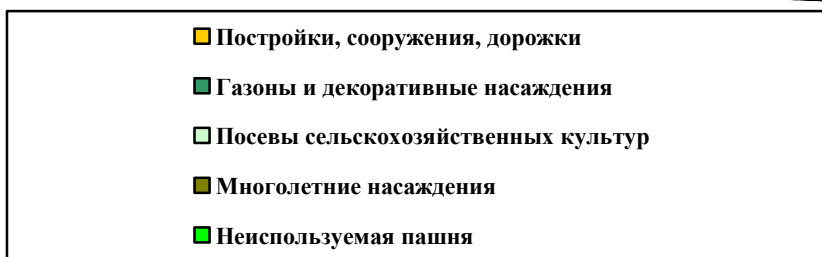 Постройки, сооружения, дорожки
Газоны и декоративные насаждения
Посевы сельскохозяйственных культур
Многолетние насаждения
Неиспользуемая пашня